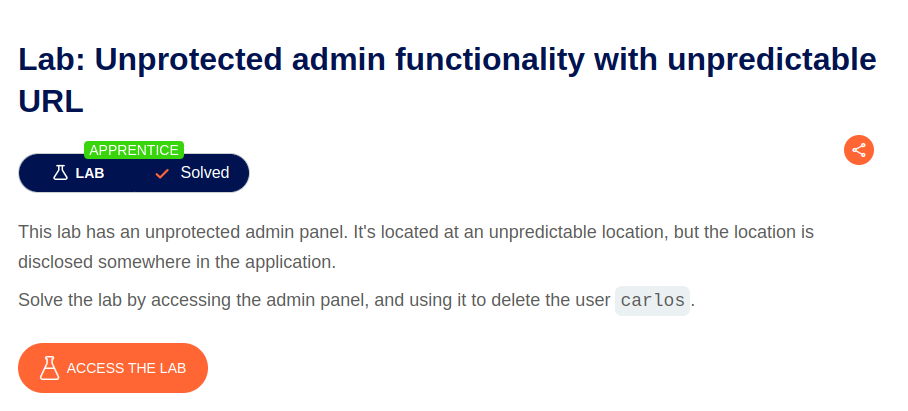 Lab: Unprotected admin functionality with unpredictable
URL
APPRENTICE
LAB Solved
This lab has an unprotected admin panel. It's located at an unpredictable location, but the location is
disclosed somewhere in the application.
Solve the lab by accessing the admin panel, and using it to delete the user carlos.
ACCESS THE LAB